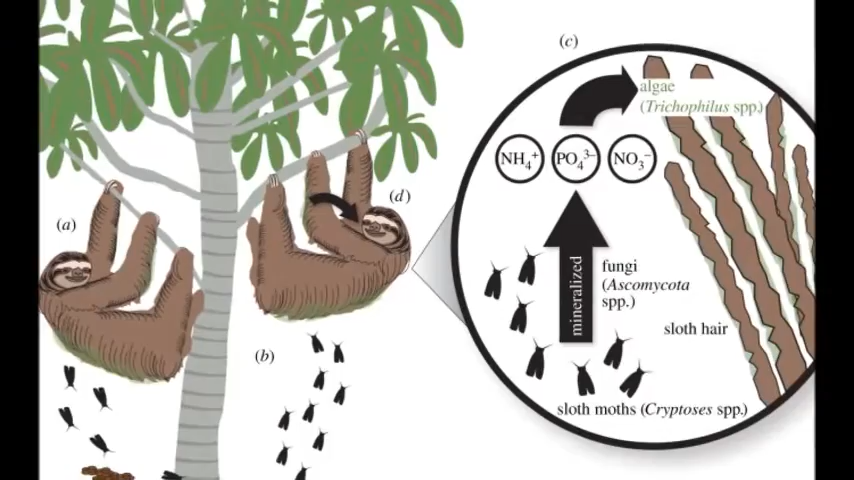 (c)
algae
(Trichophilus spp.)
NH₄⁺
PO₄³⁻
NO₃⁻
(d)
(a)
fungi
(Ascomycota
spp.)
mineralized
sloth hair
(b)
sloth moths (Cryptoses spp.)